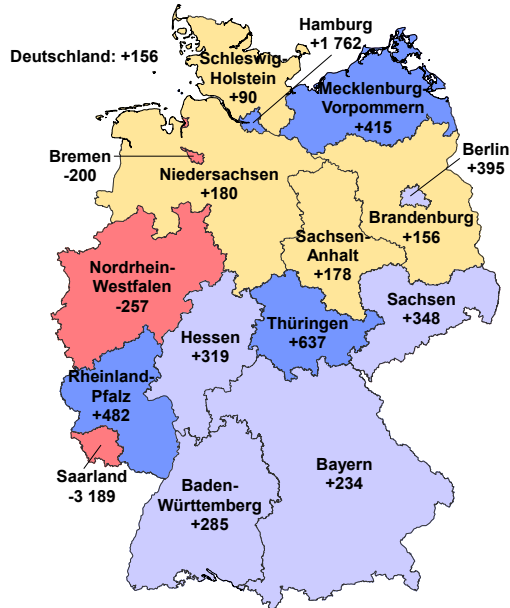 Deutschland: +156
Schleswig-
Holstein
+90
Hamburg
+1 762
Mecklenburg-
Vorpommern
+415
Bremen
-200
Niedersachsen
+180
Berlin
+395
Brandenburg
+156
Sachsen-
Anhalt
+178
Nordrhein-
Westfalen
-257
Hessen
+319
Thüringen
+637
Sachsen
+348
Rheinland-
Pfalz
+482
Saarland
-3 189
Baden-
Württemberg
+285
Bayern
+234